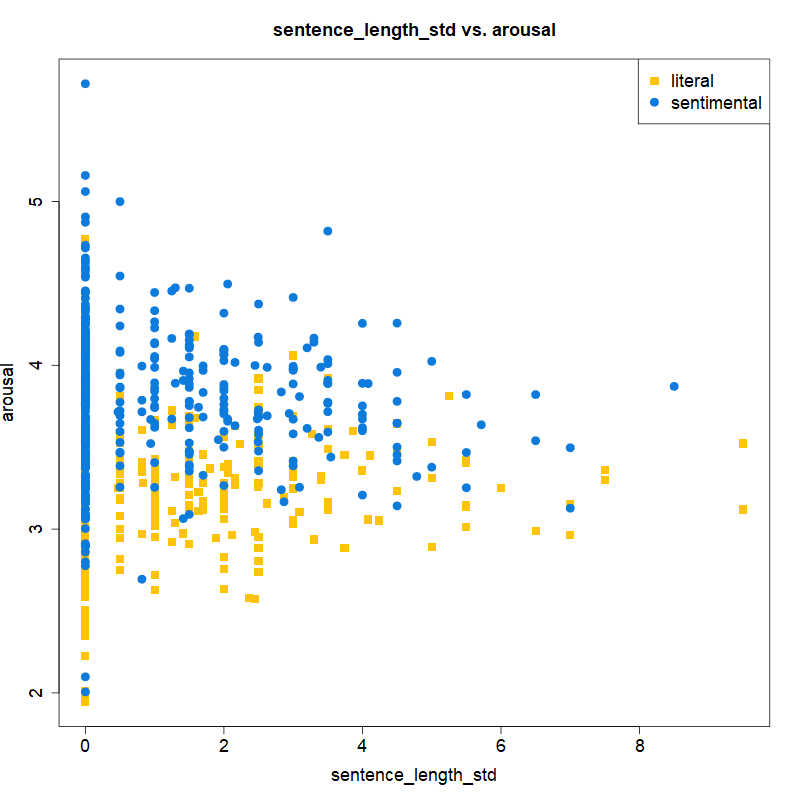 sentence_length_std vs. arousal
literal
sentimental
arousal
5
4
3
2
0 2 4 6 8
sentence_length_std